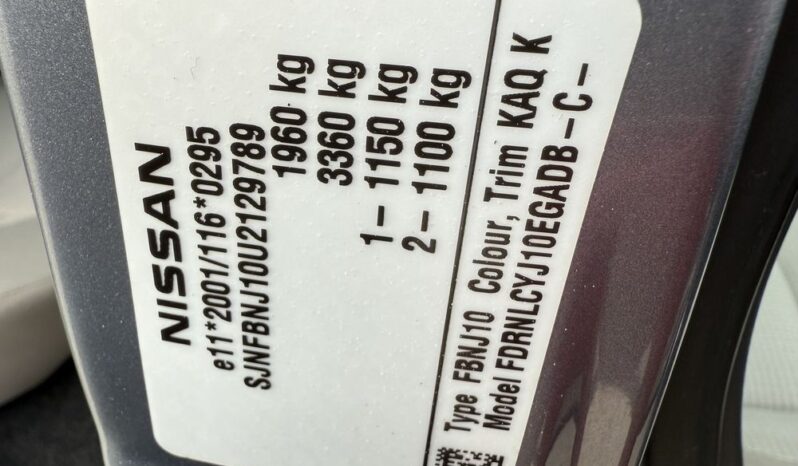 NISSAN
e11*2001/116*0295
SJNFBNJ10U2129789
1960 kg
3360 kg
1– 1150 kg
2– 1100 kg
Type FBNJ10 Colour, Trim KAQ K
Model FDRNLCYJ10EGADB–C–